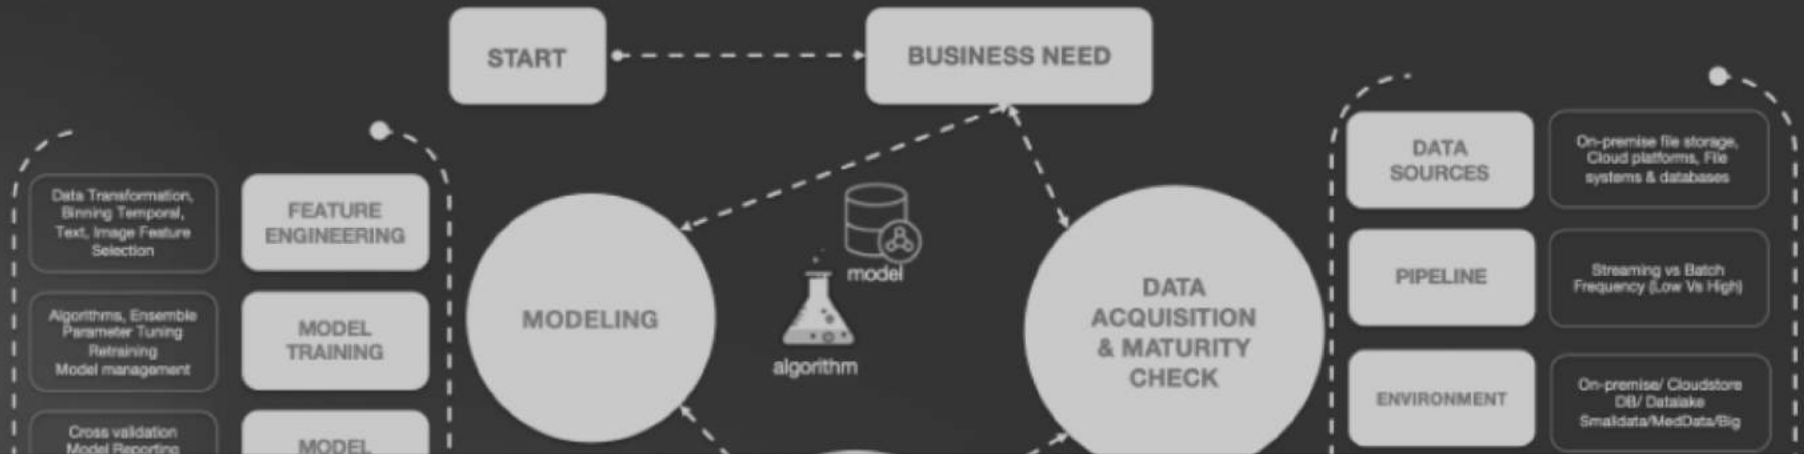 START
BUSINESS NEED
Data Transformation,
Binning Temporal,
Text, Image Feature
Selection
FEATURE
ENGINEERING
Algorithms, Ensemble
Parameter Tuning
Retraining
Model management
MODEL
TRAINING
Cross validation
Model Reporting
MODEL
MODELING
model
algorithm
DATA
ACQUISITION
& MATURITY
CHECK
DATA
SOURCES
On-premise file storage,
Cloud platforms, File
systems & databases
PIPELINE
Streaming vs Batch
Frequency (Low Vs High)
ENVIRONMENT
On-premise/ Cloudstore
DB/ Datalake
Smalldata/MedData/Big